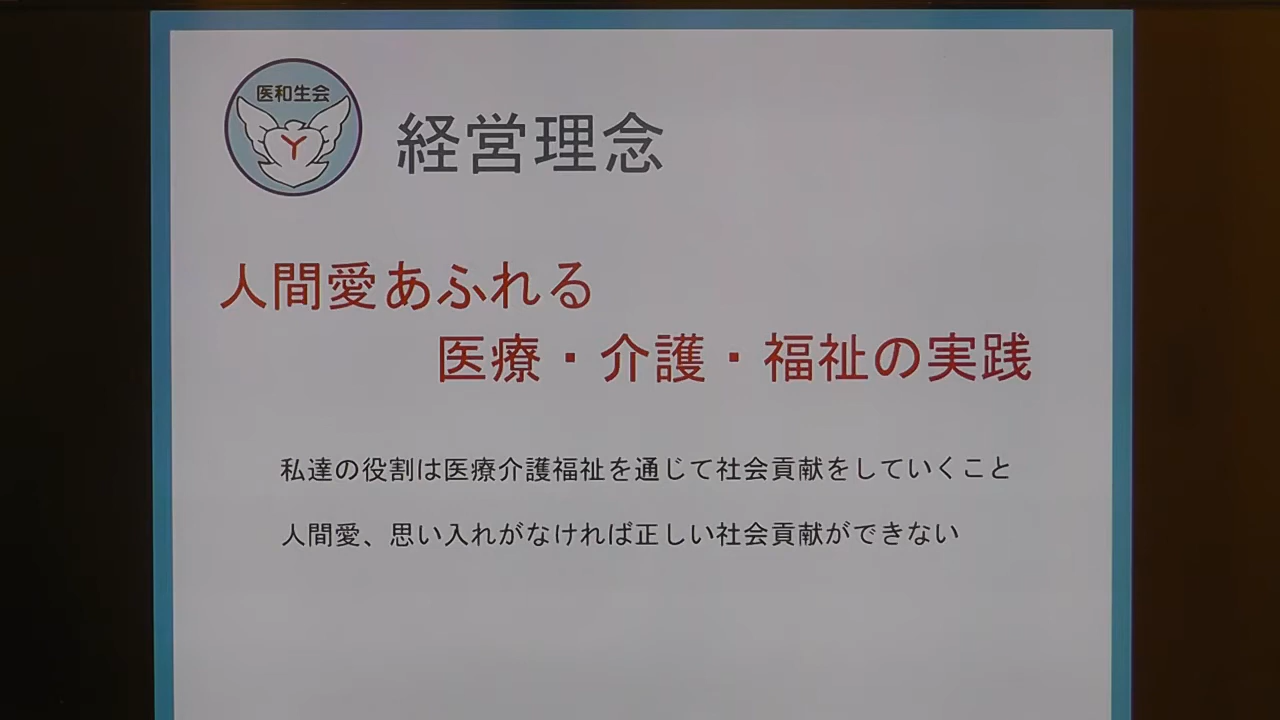 医和生会
経営理念
人間愛あふれる
医療・介護・福祉の実践
私達の役割は医療介護福祉を通じて社会貢献をしていくこと
人間愛、思い入れがなければ正しい社会貢献ができない